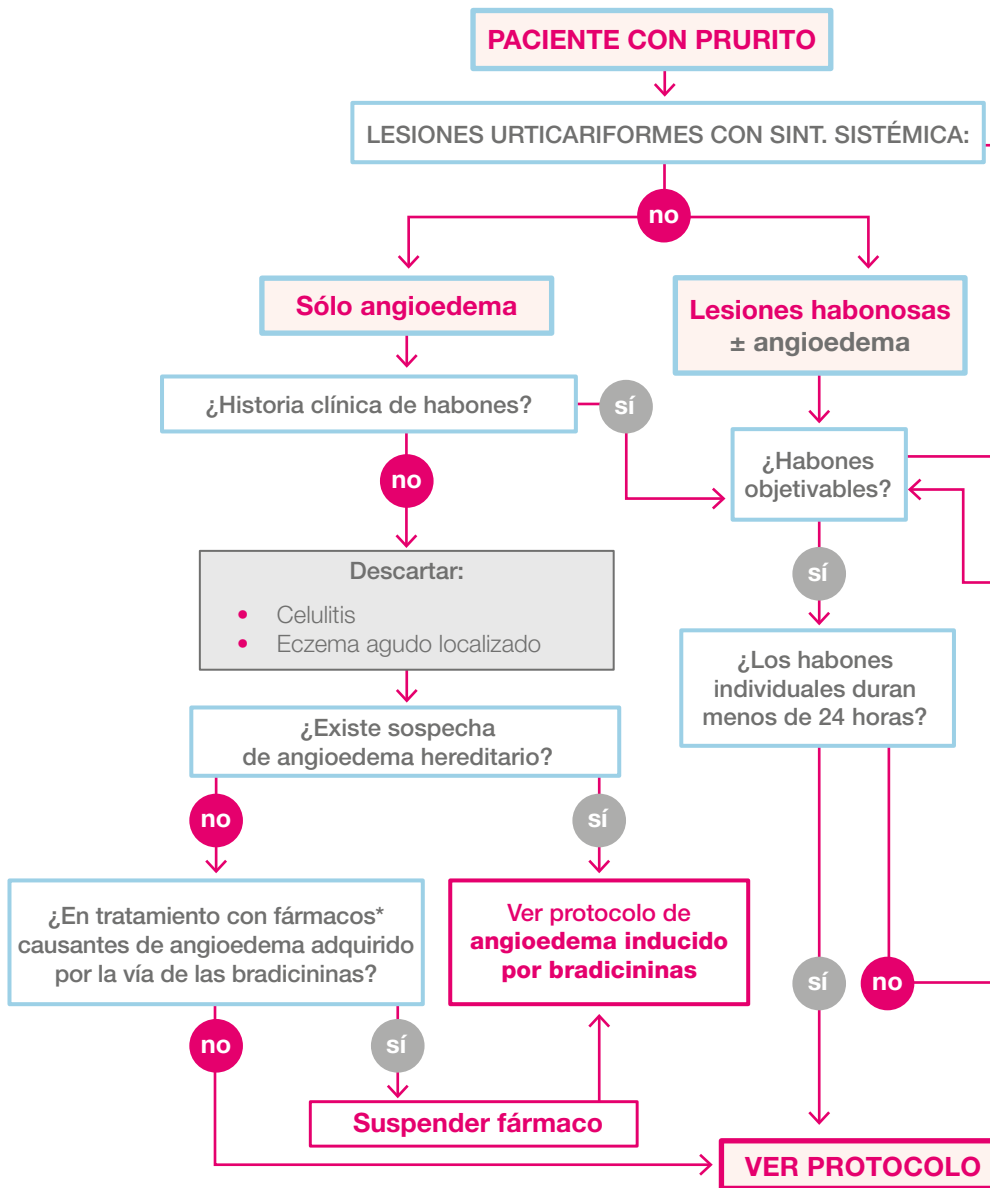 PACIENTE CON PRURITO
LESIONES URTICARIFORMES CON SINT. SISTÉMICA:
no
Sólo angioedema
Lesiones habonosas
± angioedema
¿Historia clínica de habones?
sí
no
¿Habones
objetivables?
sí
Descartar:
• Celulitis
• Eczema agudo localizado
¿Los habones
individuales duran
menos de 24 horas?
¿Existe sospecha
de angioedema hereditario?
no
sí
¿En tratamiento con fármacos*
causantes de angioedema adquirido
por la vía de las bradicininas?
Ver protocolo de
angioedema inducido
por bradicininas
sí
no
no
sí
Suspender fármaco
VER PROTOCOLO